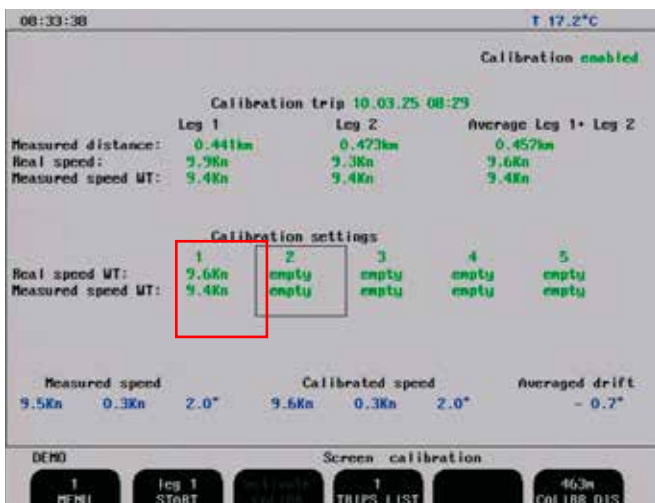 08:33:38 T 17.2°C
Calibration enabled
Calibration trip 10.03.25 08:29
Leg 1 Leg 2 Average Leg 1+ Leg 2
Measured distance: 0.441km 0.473km 0.457km
Real speed: 9.9Kn 9.3Kn 9.6Kn
Measured speed WT: 9.4Kn 9.4Kn 9.4Kn
Calibration settings
1 2 3 4 5
Real speed WT: 9.6Kn empty empty empty empty
Measured speed WT: 9.4Kn empty empty empty empty
Measured speed Calibrated speed Averaged drift
9.5Kn 0.3Kn 2.0° 9.6Kn 0.3Kn 2.0° - 0.7°
DEMO Screen calibration
1 leg 1 1 463m
MENU START TRIPS LIST CALIBR DIS